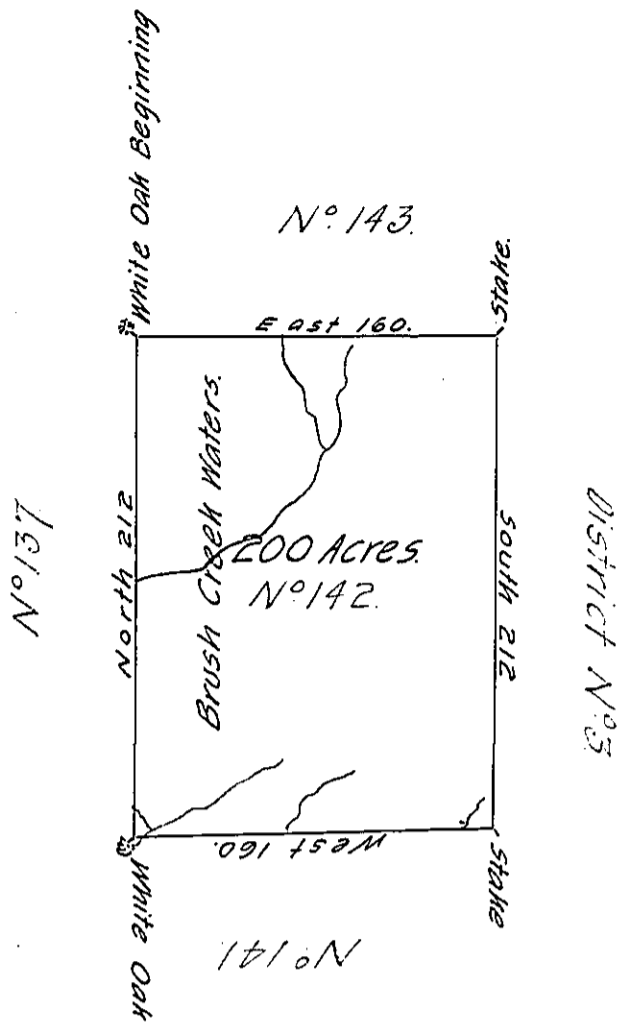 White Oak Beginning
Nº 143.
Stake.
East 160.
Brush Creek Waters.
North 212
Nº 137
200 Acres.
Nº 142.
South 212
District Nº 3
West 160.
White Oak
Stake
Nº 141